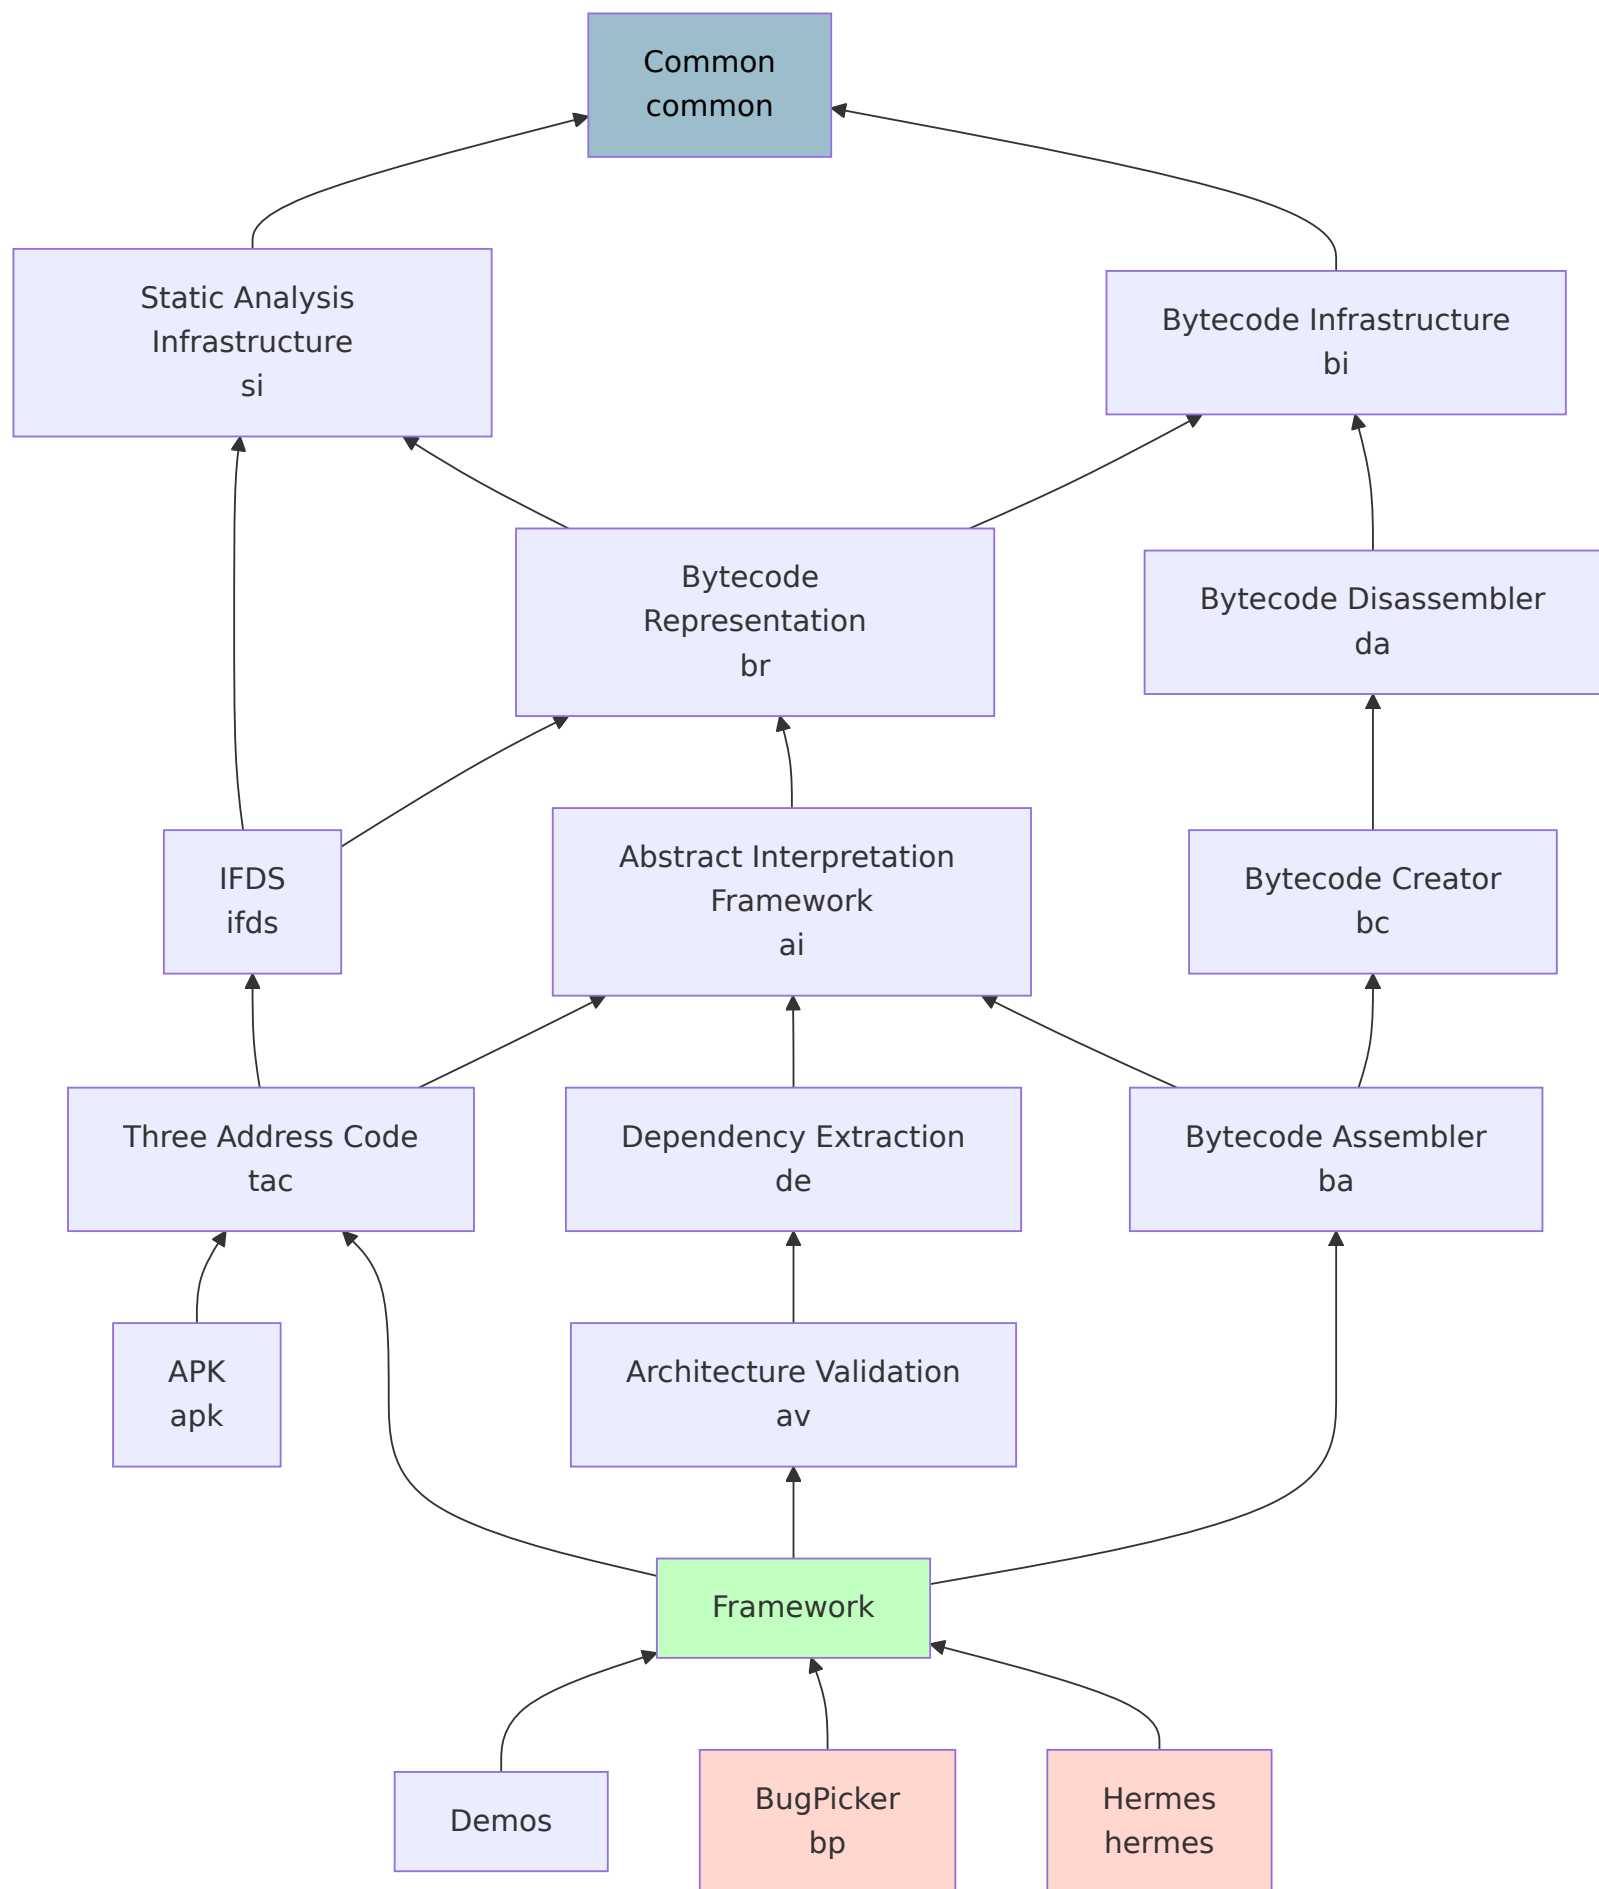 Common
common
Static Analysis
Infrastructure
si
Bytecode Infrastructure
bi
Bytecode
Representation
br
Bytecode Disassembler
da
IFDS
ifds
Abstract Interpretation
Framework
ai
Bytecode Creator
bc
Three Address Code
tac
Dependency Extraction
de
Bytecode Assembler
ba
APK
apk
Architecture Validation
av
Framework
Demos
BugPicker
bp
Hermes
hermes